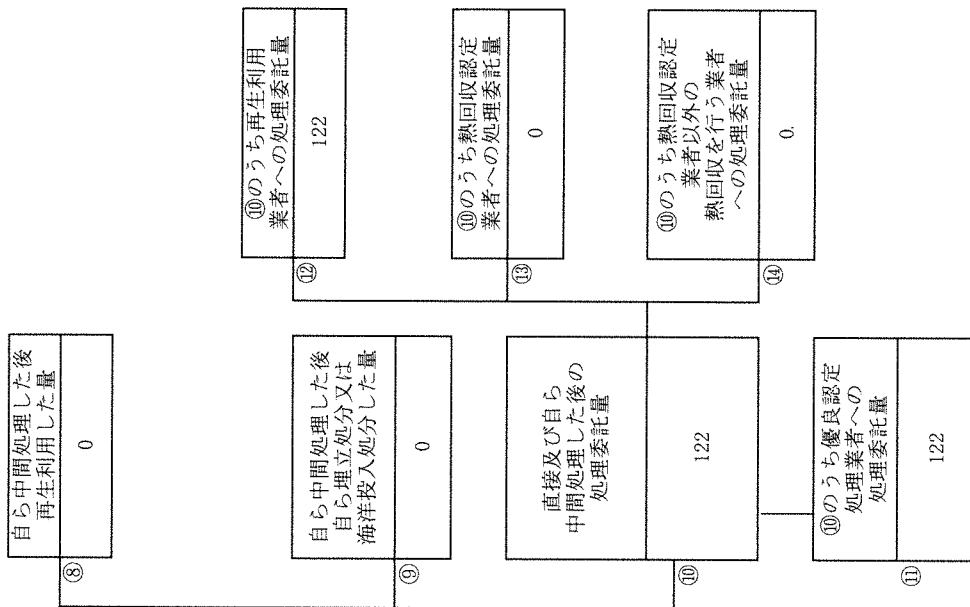 ⑧
自ら中間処理した後
再生利用した量
0
⑨
自ら中間処理した後
自ら埋立処分又は
海洋投入処分した量
0
⑩
直接及び自ら
中間処理した後の
処理委託量
122
⑪
⑩のうち優良認定
処理業者への
処理委託量
122
⑫
⑩のうち再生利用
業者への処理委託量
122
⑬
⑩のうち熱回収認定
業者への処理委託量
0
⑭
⑩のうち熱回収認定
業者以外の
熱回収を行う業者
への処理委託量
0.